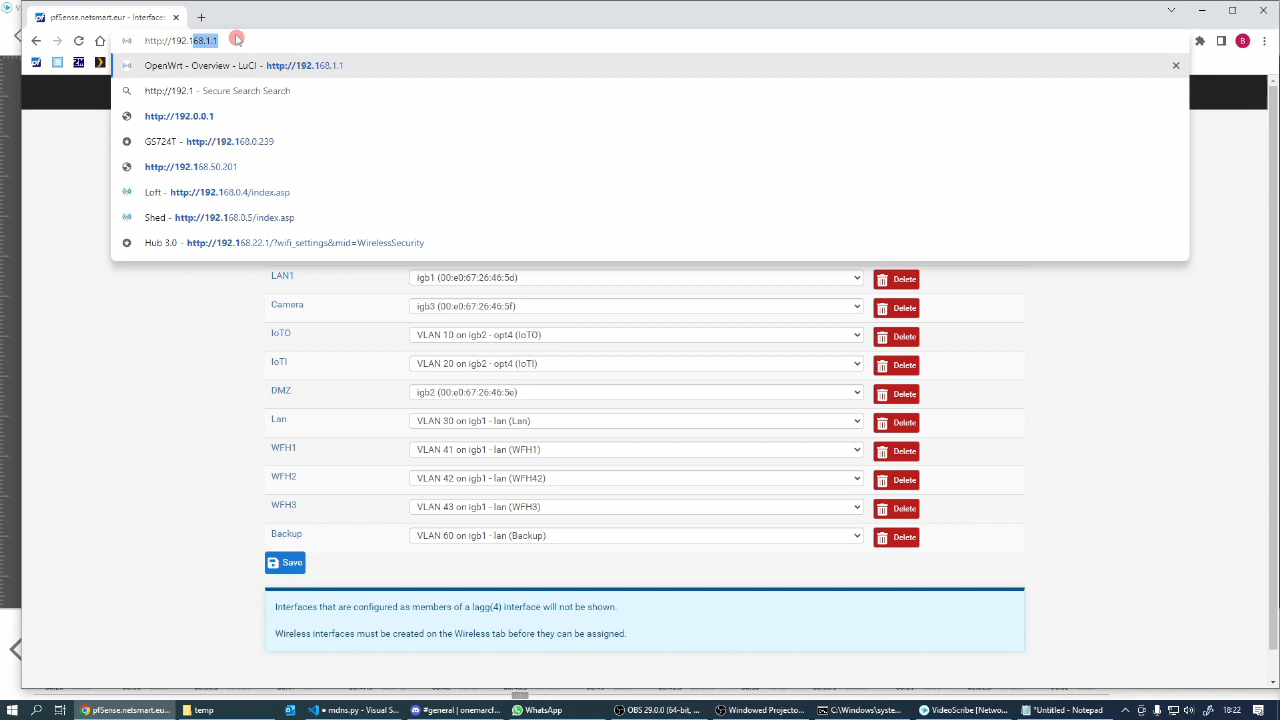 pfSense.netsmart.eur - Interfaces
http://192.168.1.1
OpenWrt - Overview - LuCI - http://192.168.1.1
http://192.1 - Secure Search Search
http://192.0.0.1
GS724T - http://192.168.0.239
http://192.168.50.201
Loft - http://192.168.0.4/index.asp
Shed - http://192.168.0.5/index.asp
Hub 3 - http://192.168.22.1/?wifi_settings&mid=WirelessSecurity
LAN1 igb1 (00:e0:67:26:46:5d) Delete
Camera igb3 (00:e0:67:26:46:5f) Delete
IoTO VLAN 10 on igb2 - opt4 (IoTO) Delete
IoTI VLAN 20 on igb2 - opt4 (IoTI) Delete
DMZ igb2 (00:e0:67:26:46:5e) Delete
Lan VLAN 30 on igb1 - lan (Lan) Delete
WFH1 VLAN 41 on igb1 - lan (WFH1) Delete
WFH2 VLAN 42 on igb1 - lan (WFH42) Delete
WFH3 VLAN 43 on igb1 - lan (WFH3) Delete
Backup VLAN 60 on igb1 - lan (Backup) Delete
Save
Interfaces that are configured as members of a lagg(4) interface will not be shown.
Wireless interfaces must be created on the Wireless tab before they can be assigned.
pfSense.netsmart.eu... temp mdns.py - Visual S... #general | onemarcf... WhatsApp OBS 29.0.0 (64-bit, ... Windowed Projecto... C:\Windows\syste... VideoScribe [Netwo... *Untitled - Notepad 18:22